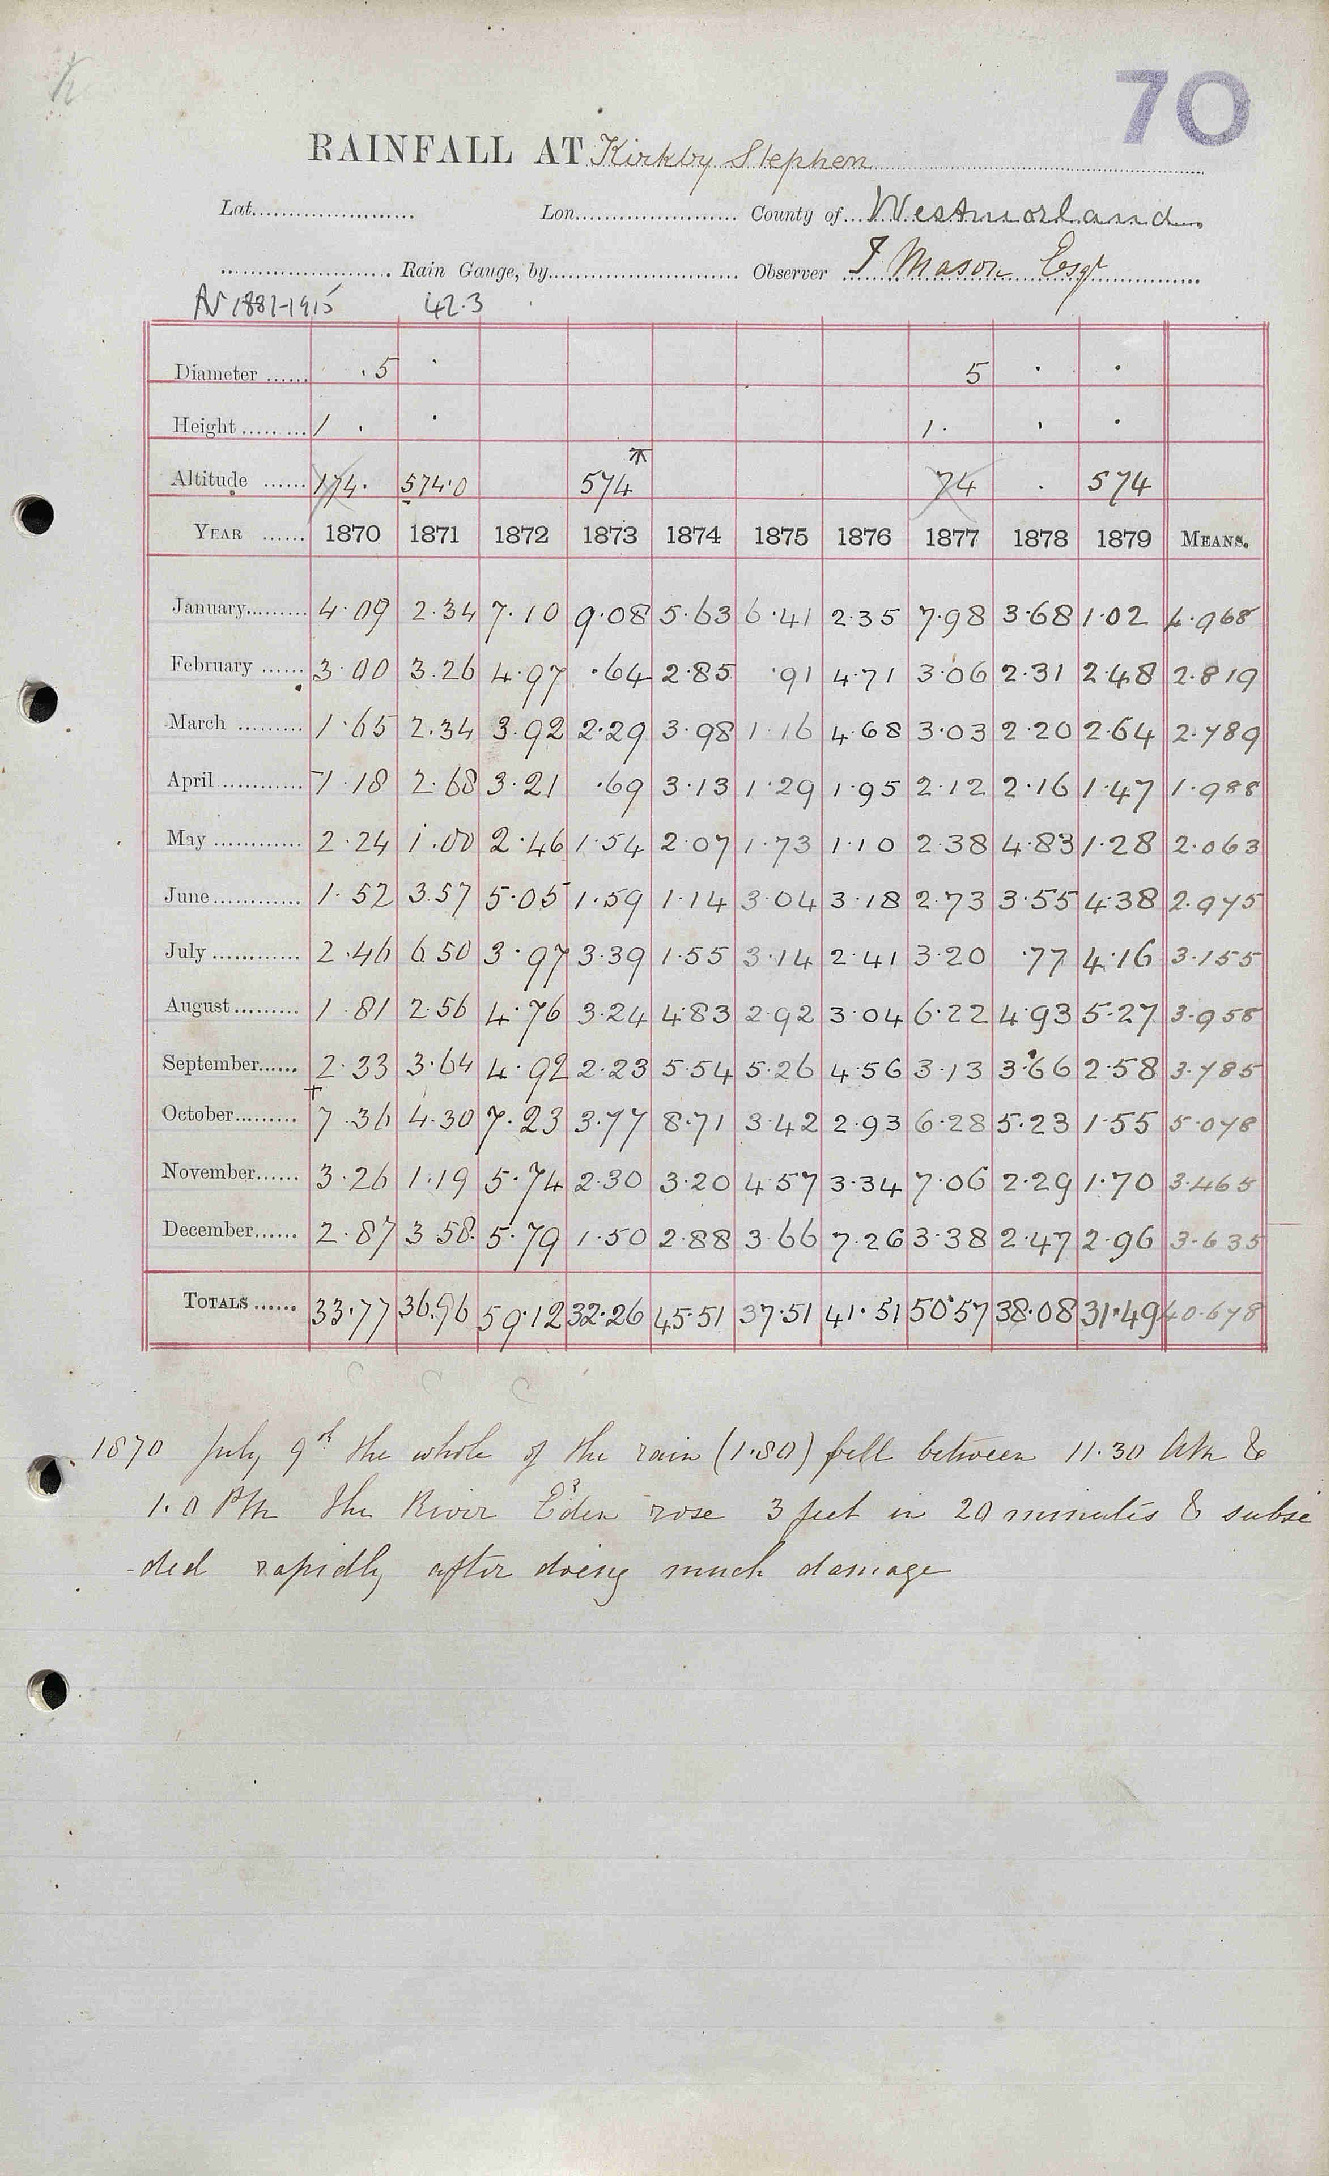 70
RAINFALL AT Kirkby Stephen
Lat. Lon. County of Westmorland
Rain Gauge, by Observer T Mason Esqr
Av 1881-1915 42.3
Diameter ...... .5 . 5 . .
Height ...... 1 . . 1. . .
Altitude ...... 174. 574.0 574 74 . 574
YEAR ...... 1870 1871 1872 1873 1874 1875 1876 1877 1878 1879 MEANS.
January 4.09 2.34 7.10 9.08 5.63 6.41 2.35 7.98 3.68 1.02 4.968
February 3.00 3.26 4.97 .64 2.85 .91 4.71 3.06 2.31 2.48 2.819
March 1.65 2.34 3.92 2.29 3.98 1.16 4.68 3.03 2.20 2.64 2.789
April 1.18 2.68 3.21 .69 3.13 1.29 1.95 2.12 2.16 1.47 1.988
May 2.24 1.00 2.46 1.54 2.07 1.73 1.10 2.38 4.83 1.28 2.063
June 1.52 3.57 5.05 1.59 1.14 3.04 3.18 2.73 3.55 4.38 2.975
July 2.46 6.50 3.97 3.39 1.55 3.14 2.41 3.20 .77 4.16 3.155
August 1.81 2.56 4.76 3.24 4.83 2.92 3.04 6.22 4.93 5.27 3.958
September 2.33 3.64 4.92 2.23 5.54 5.26 4.56 3.13 3.66 2.58 3.785
October 7.36 4.30 7.23 3.77 8.71 3.42 2.93 6.28 5.23 1.55 5.078
November 3.26 1.19 5.74 2.30 3.20 4.57 3.34 7.06 2.29 1.70 3.465
December 2.87 3.58 5.79 1.50 2.88 3.66 7.26 3.38 2.47 2.96 3.635
TOTALS 33.77 36.96 59.12 32.26 45.51 37.51 41.51 50.57 38.08 31.49 40.678
1870 July 9th the whole of the rain (1.80) fell between 11.30 AM &
1.0 PM the River Eden rose 3 feet in 20 minutes & subsi
-ded rapidly after doing much damage